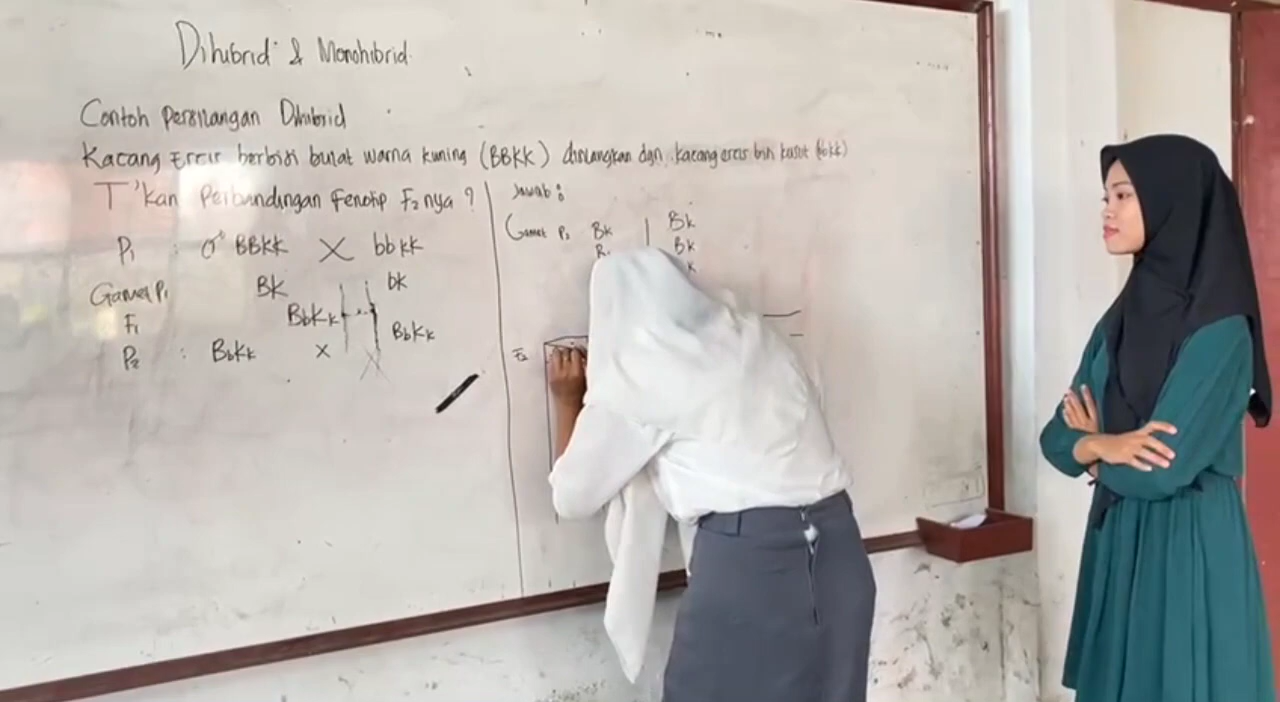 Dihibrid & Monohibrid
Contoh Persilangan Dihibrid
Kacang Ercis berbiji bulat warna kuning (BBKK) disilangkan dgn kacang ercis biji kisut (bbkk)
T'kan Perbandingan Fenotip F2 nya ?
P1 : ♂ BBKK X bbkk
Gamet P1 BK bk
F1 BbKk x BbKk
P2 : BbKk x
Jawab :
Gamet P2 BK | BK
Bk
k
F2